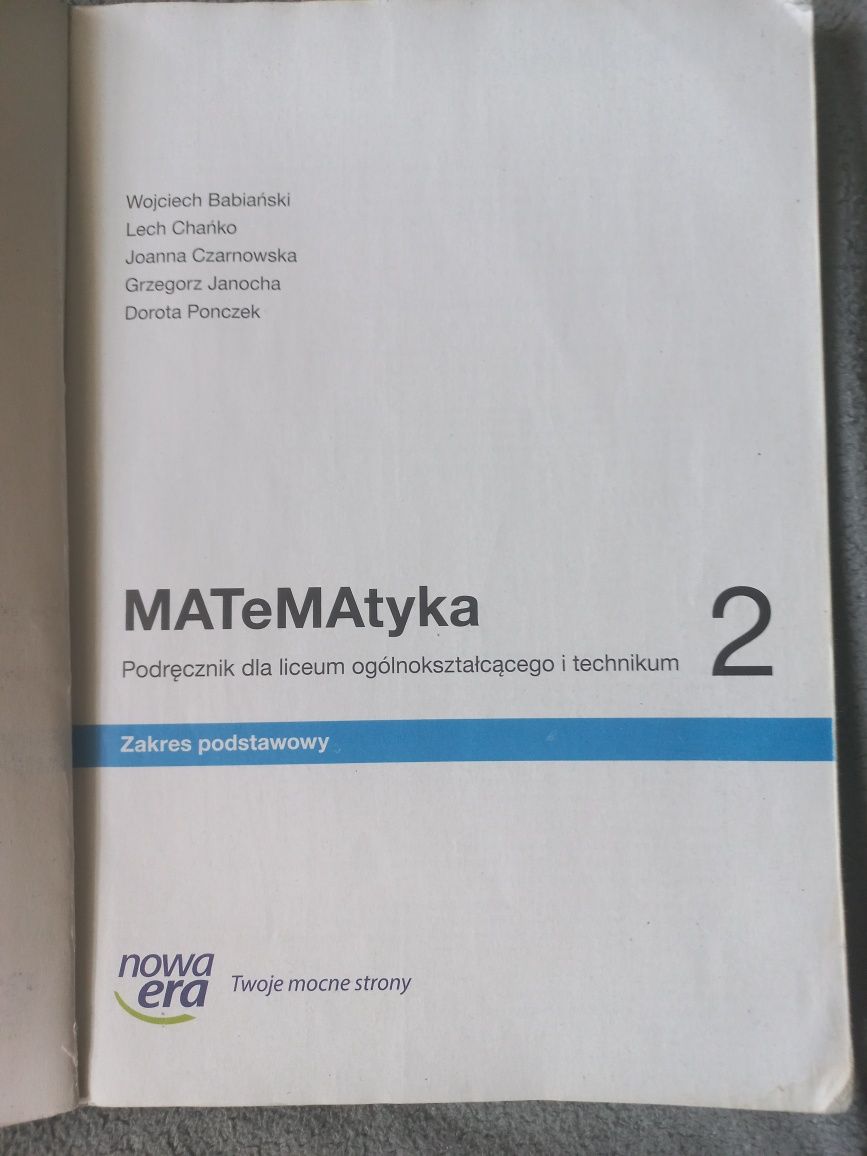 Wojciech Babiański
Lech Chańko
Joanna Czarnowska
Grzegorz Janocha
Dorota Ponczek
MATeMAtyka 2
Podręcznik dla liceum ogólnokształcącego i technikum
Zakres podstawowy
nowa
era
Twoje mocne strony